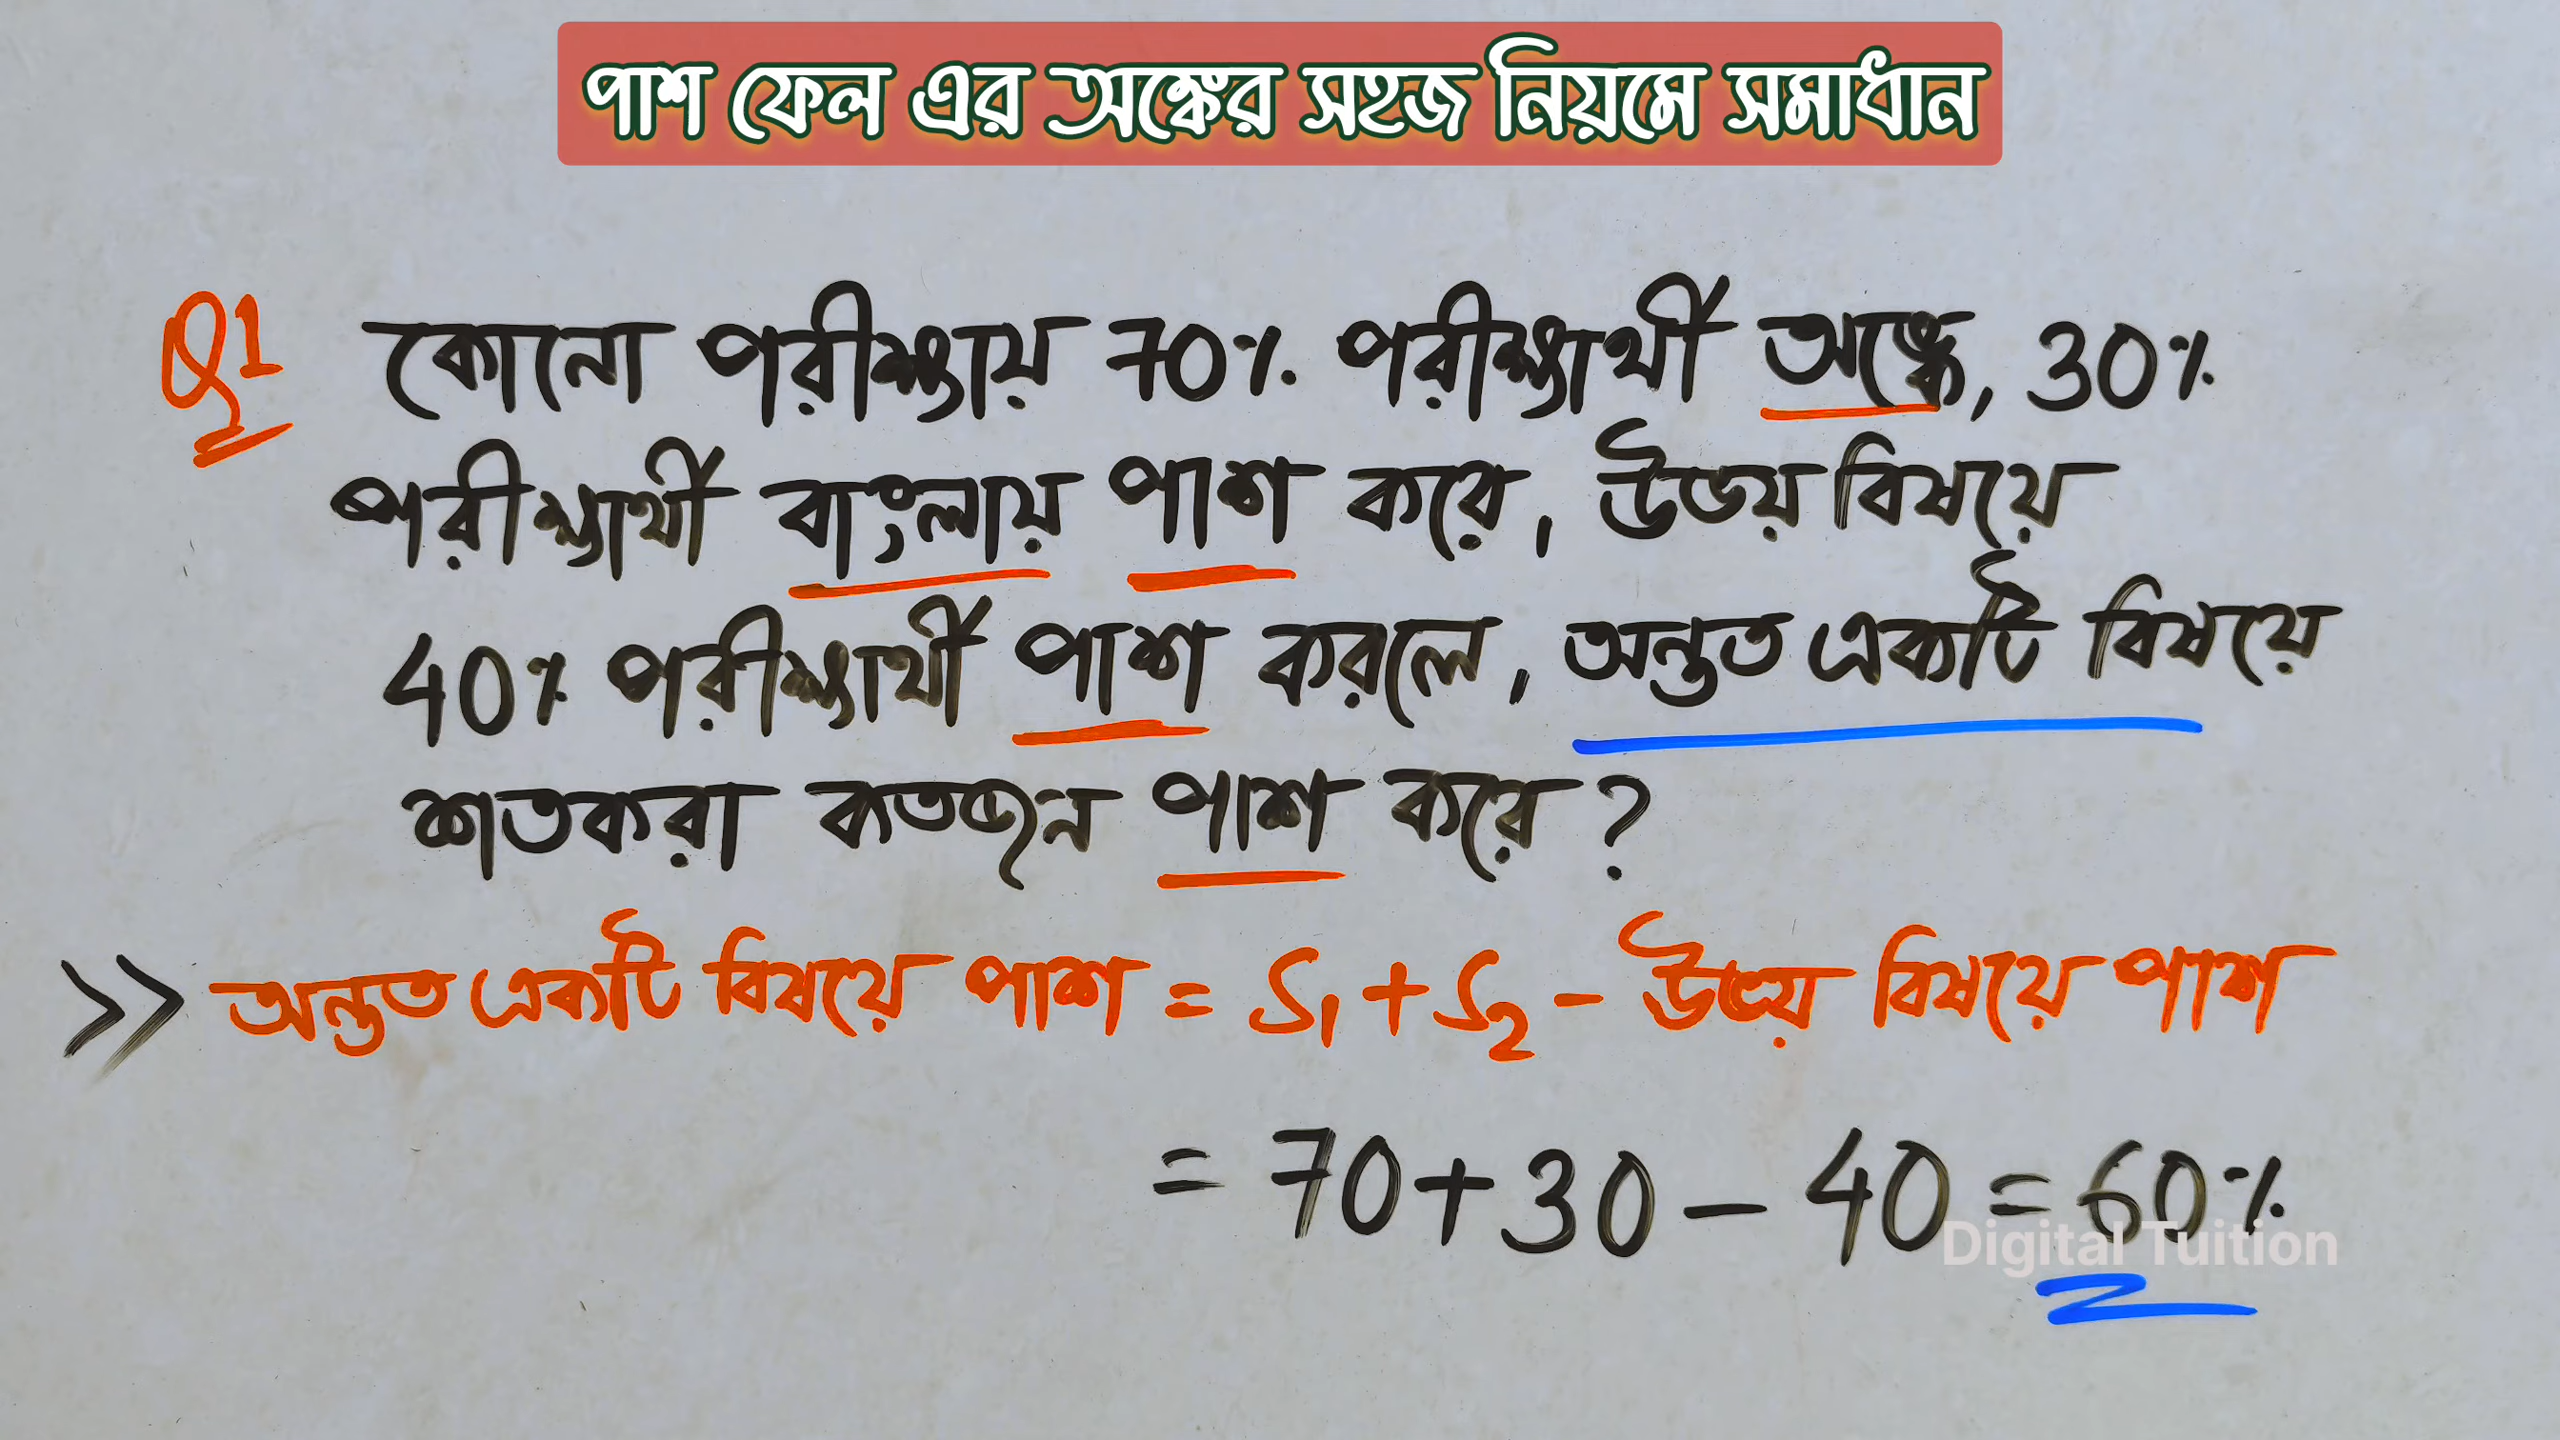 পাশ ফেল এর অঙ্কের সহজ নিয়মে সমাধান
Q1 কোনো পরীক্ষায় 70% পরীক্ষার্থী অঙ্কে, 30%
পরীক্ষার্থী বাংলায় পাশ করে, উভয় বিষয়ে
40% পরীক্ষার্থী পাশ করলে, অন্তত একটি বিষয়ে
শতকরা কতজন পাশ করে?
>> অন্তত একটি বিষয়ে পাশ = S₁ + S₂ - উভয় বিষয়ে পাশ
= 70 + 30 - 40 = 60%
Digital Tuition